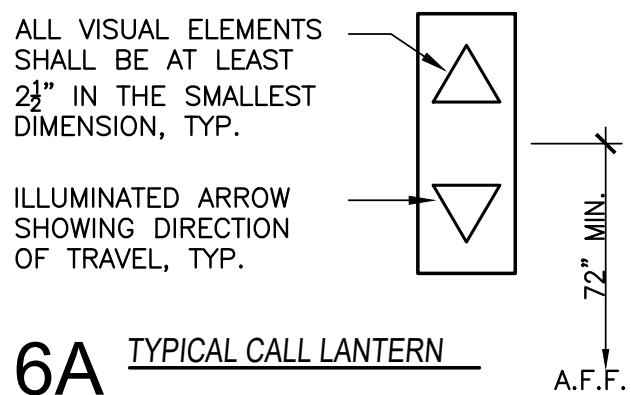 ALL VISUAL ELEMENTS
SHALL BE AT LEAST
2½" IN THE SMALLEST
DIMENSION, TYP.
ILLUMINATED ARROW
SHOWING DIRECTION
OF TRAVEL, TYP.
72" MIN.
A.F.F.
6A TYPICAL CALL LANTERN